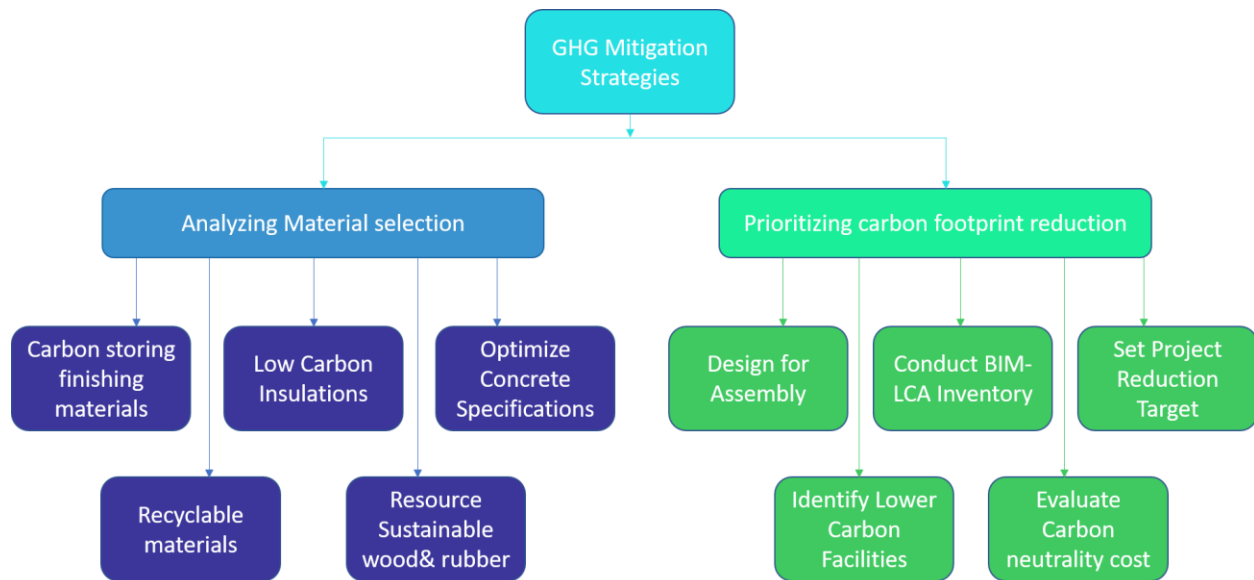 GHG Mitigation
Strategies
Analyzing Material selection
Prioritizing carbon footprint reduction
Carbon storing
finishing
materials
Low Carbon
Insulations
Optimize
Concrete
Specifications
Design for
Assembly
Conduct BIM-
LCA Inventory
Set Project
Reduction
Target
Recyclable
materials
Resource
Sustainable
wood& rubber
Identify Lower
Carbon
Facilities
Evaluate
Carbon
neutrality cost